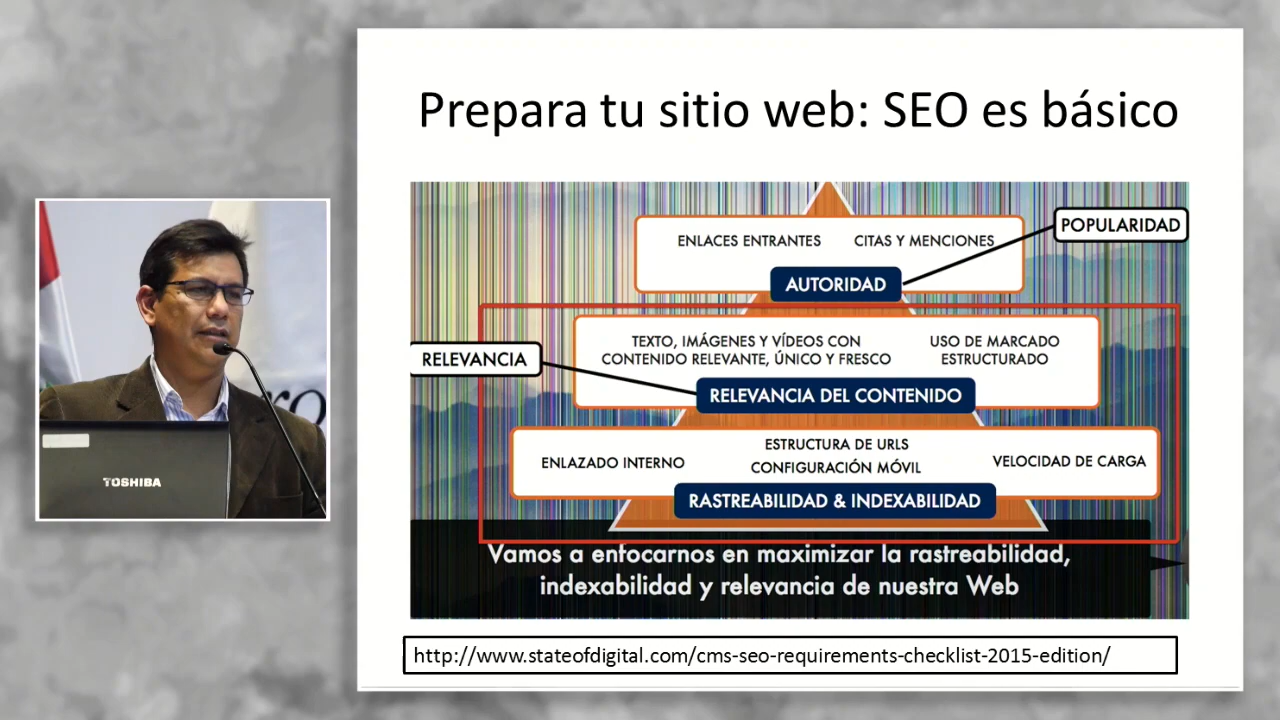 Prepara tu sitio web: SEO es básico
POPULARIDAD
ENLACES ENTRANTES
CITAS Y MENCIONES
AUTORIDAD
RELEVANCIA
TEXTO, IMÁGENES Y VÍDEOS CON
CONTENIDO RELEVANTE, ÚNICO Y FRESCO
USO DE MARCADO
ESTRUCTURADO
RELEVANCIA DEL CONTENIDO
ENLAZADO INTERNO
ESTRUCTURA DE URLS
CONFIGURACIÓN MÓVIL
VELOCIDAD DE CARGA
RASTREABILIDAD & INDEXABILIDAD
Vamos a enfocarnos en maximizar la rastreabilidad,
indexabilidad y relevancia de nuestra Web
http://www.stateofdigital.com/cms-seo-requirements-checklist-2015-edition/
TOSHIBA